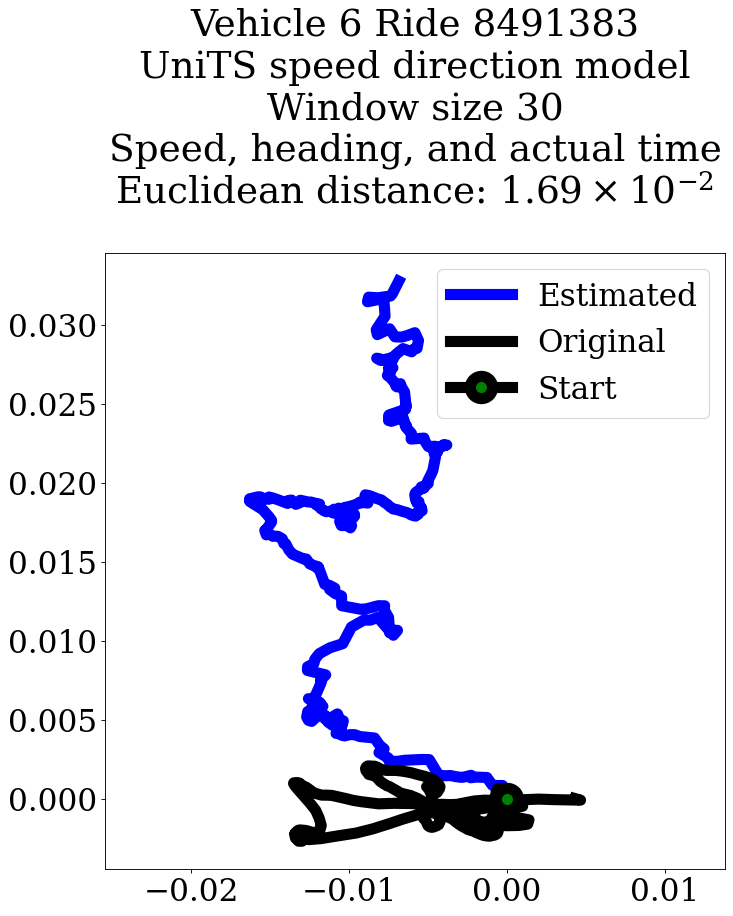 Vehicle 6 Ride 8491383
UniTS speed direction model
Window size 30
Speed, heading, and actual time
Euclidean distance: 1.69 × 10⁻²
Estimated
Original
Start
0.030
0.025
0.020
0.015
0.010
0.005
0.000
−0.02 −0.01 0.00 0.01